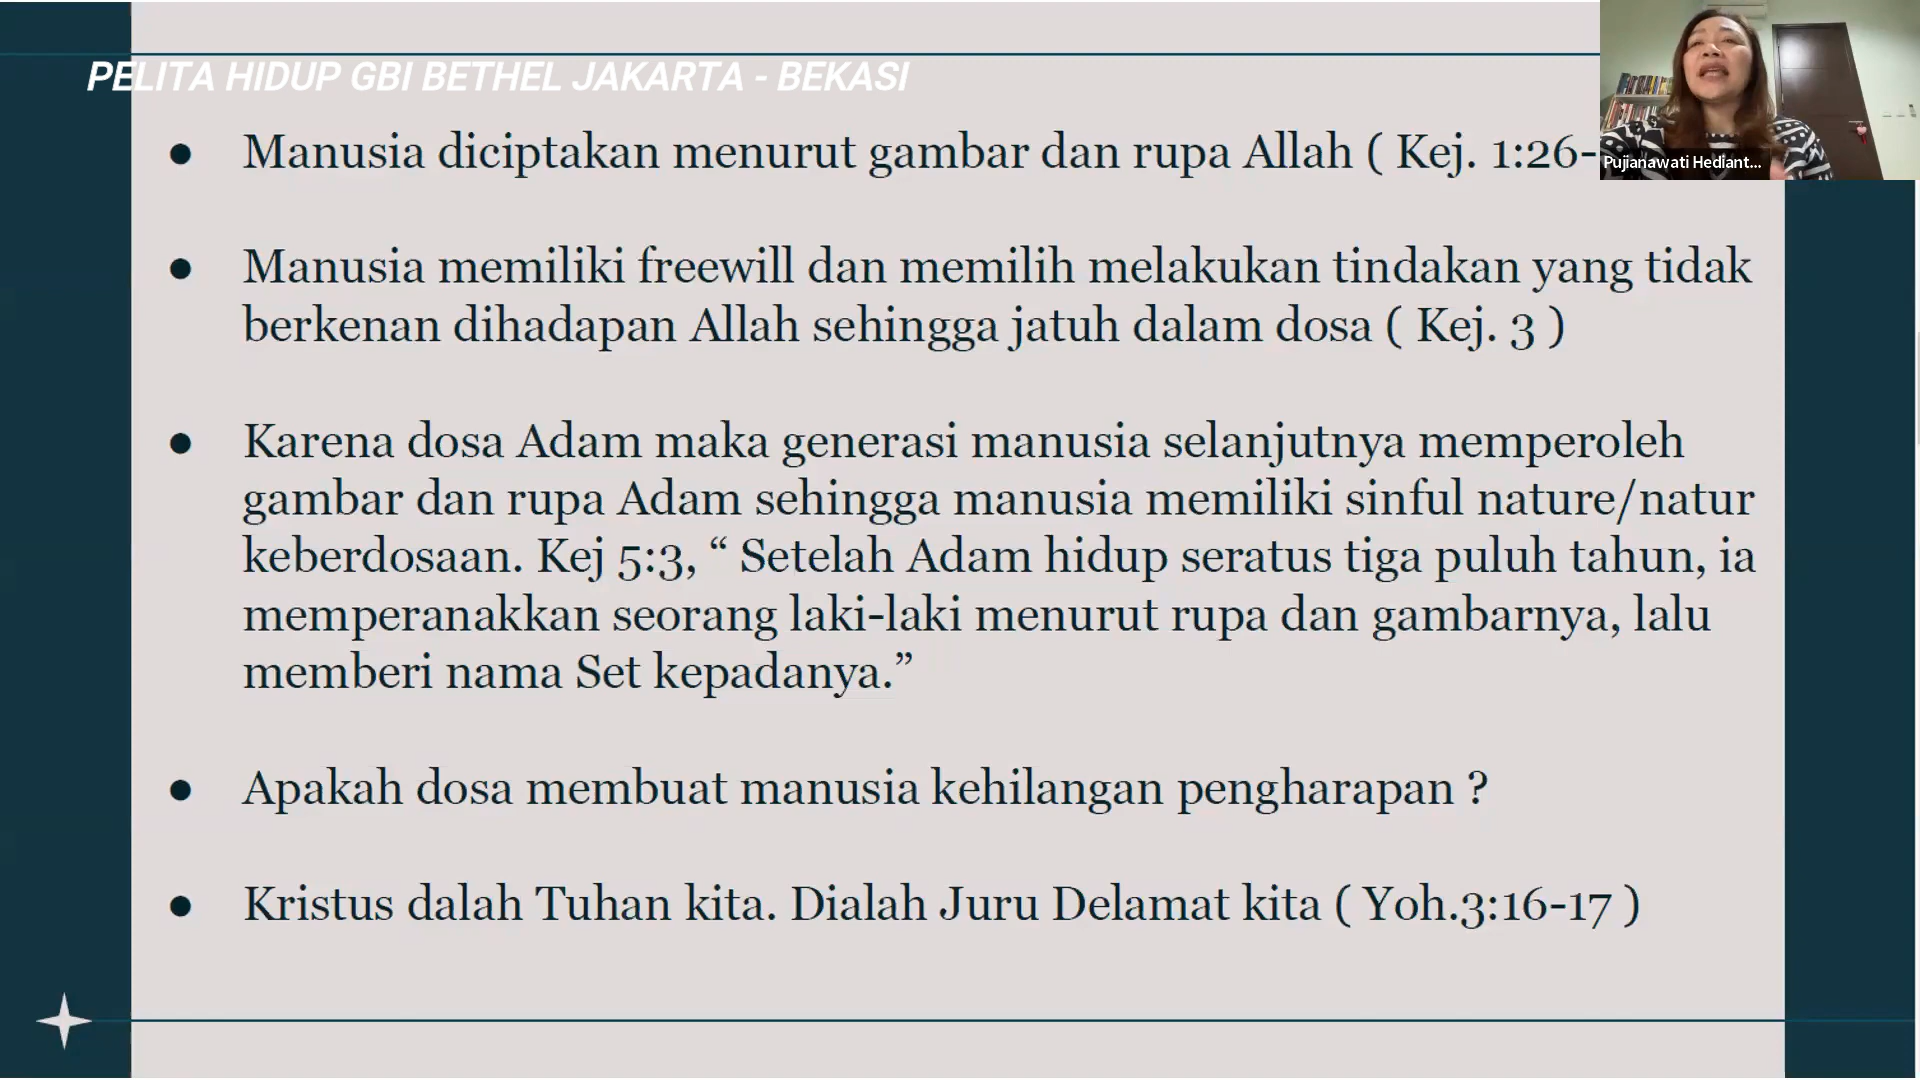 PELITA HIDUP GBI BETHEL JAKARTA - BEKASI
● Manusia diciptakan menurut gambar dan rupa Allah ( Kej. 1:26-
Pujianawati Hediant...
● Manusia memiliki freewill dan memilih melakukan tindakan yang tidak
berkenan dihadapan Allah sehingga jatuh dalam dosa ( Kej. 3 )
● Karena dosa Adam maka generasi manusia selanjutnya memperoleh
gambar dan rupa Adam sehingga manusia memiliki sinful nature/natur
keberdosaan. Kej 5:3, “ Setelah Adam hidup seratus tiga puluh tahun, ia
memperanakkan seorang laki-laki menurut rupa dan gambarnya, lalu
memberi nama Set kepadanya.”
● Apakah dosa membuat manusia kehilangan pengharapan ?
● Kristus dalah Tuhan kita. Dialah Juru Delamat kita ( Yoh.3:16-17 )